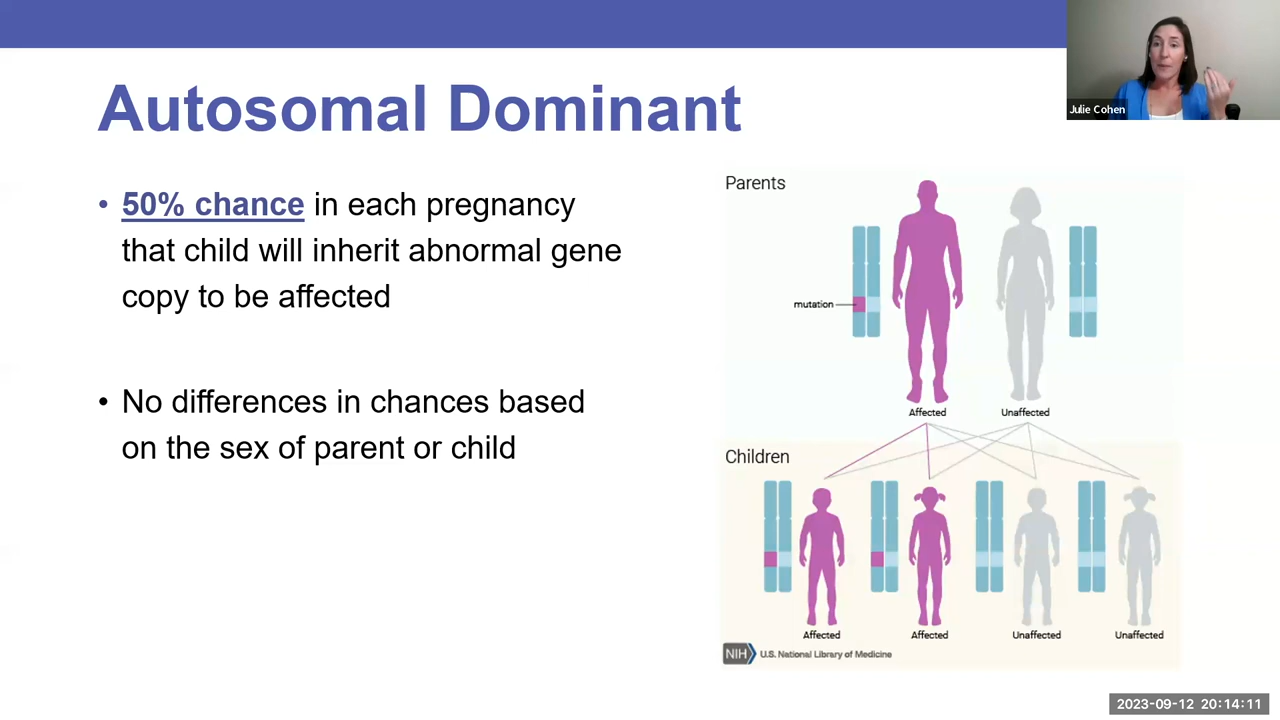 Autosomal Dominant
Julie Cohen
• 50% chance in each pregnancy
that child will inherit abnormal gene
copy to be affected
• No differences in chances based
on the sex of parent or child
Parents
mutation
Affected
Unaffected
Children
Affected
Affected
Unaffected
Unaffected
NIH U.S. National Library of Medicine
2023-09-12 20:14:11